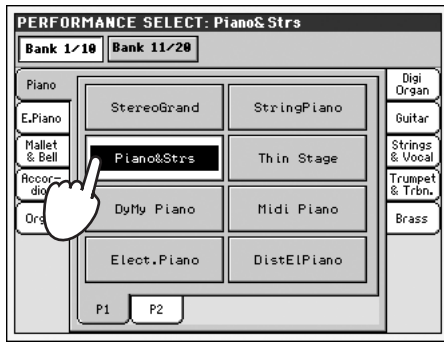 PERFORMANCE SELECT: Piano& Strs
Bank 1/10 Bank 11/20
Piano
E.Piano
Mallet
& Bell
Accor-
Digi
Organ
Guitar
Strings
& Vocal
Trumpet
& Trbn.
Brass
StereoGrand StringPiano
Piano&Strs Thin Stage
DyMy Piano Midi Piano
Elect.Piano DistElPiano
P1 P2